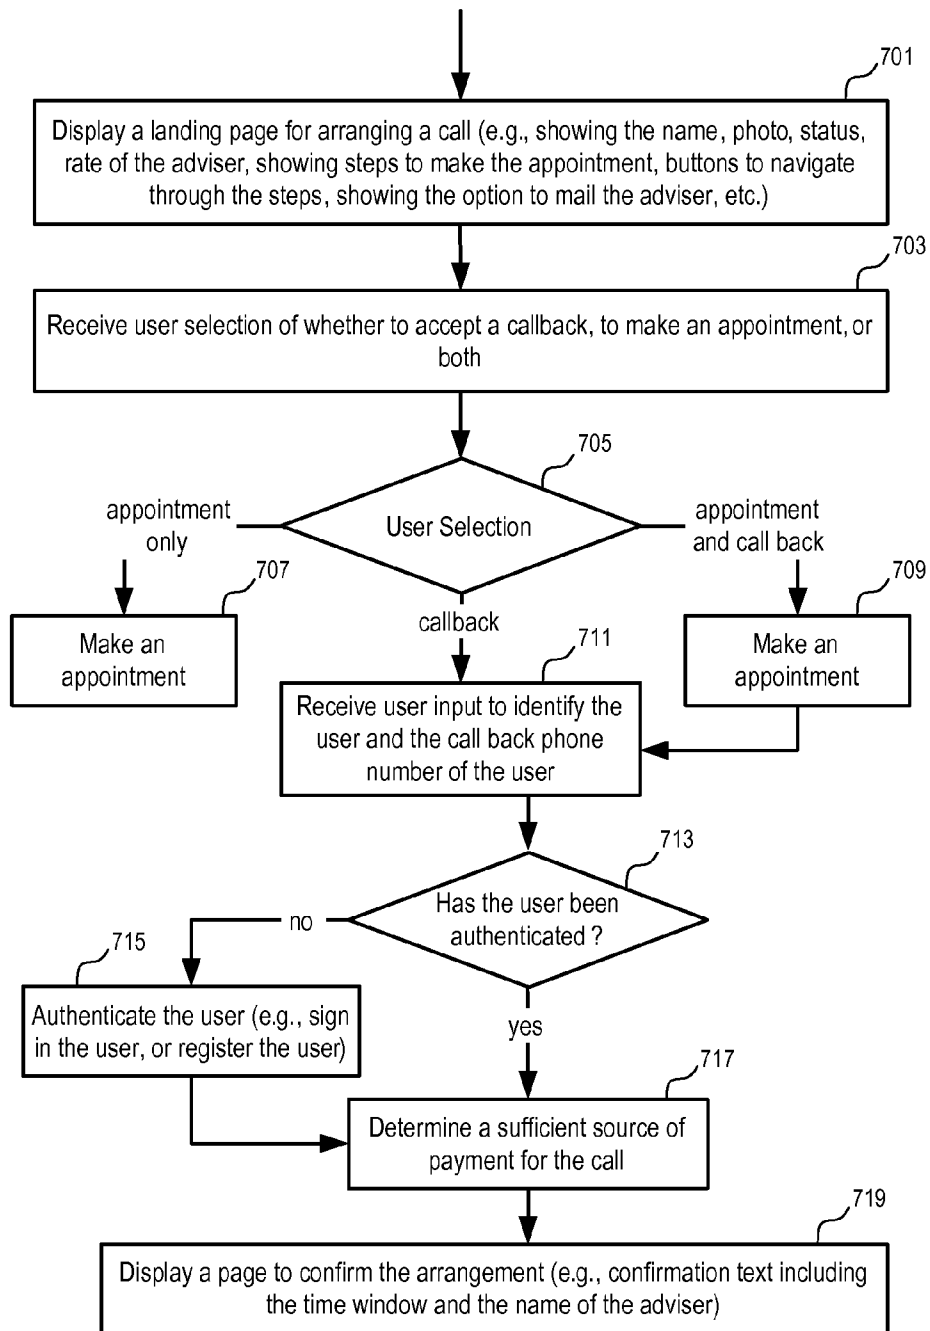 701
Display a landing page for arranging a call (e.g., showing the name, photo, status,
rate of the adviser, showing steps to make the appointment, buttons to navigate
through the steps, showing the option to mail the adviser, etc.)
703
Receive user selection of whether to accept a callback, to make an appointment, or
both
705
User Selection
appointment
only
appointment
and call back
707
Make an
appointment
callback
709
Make an
appointment
711
Receive user input to identify the
user and the call back phone
number of the user
713
Has the user been
authenticated ?
no
715
Authenticate the user (e.g., sign
in the user, or register the user)
yes
717
Determine a sufficient source of
payment for the call
719
Display a page to confirm the arrangement (e.g., confirmation text including
the time window and the name of the adviser)